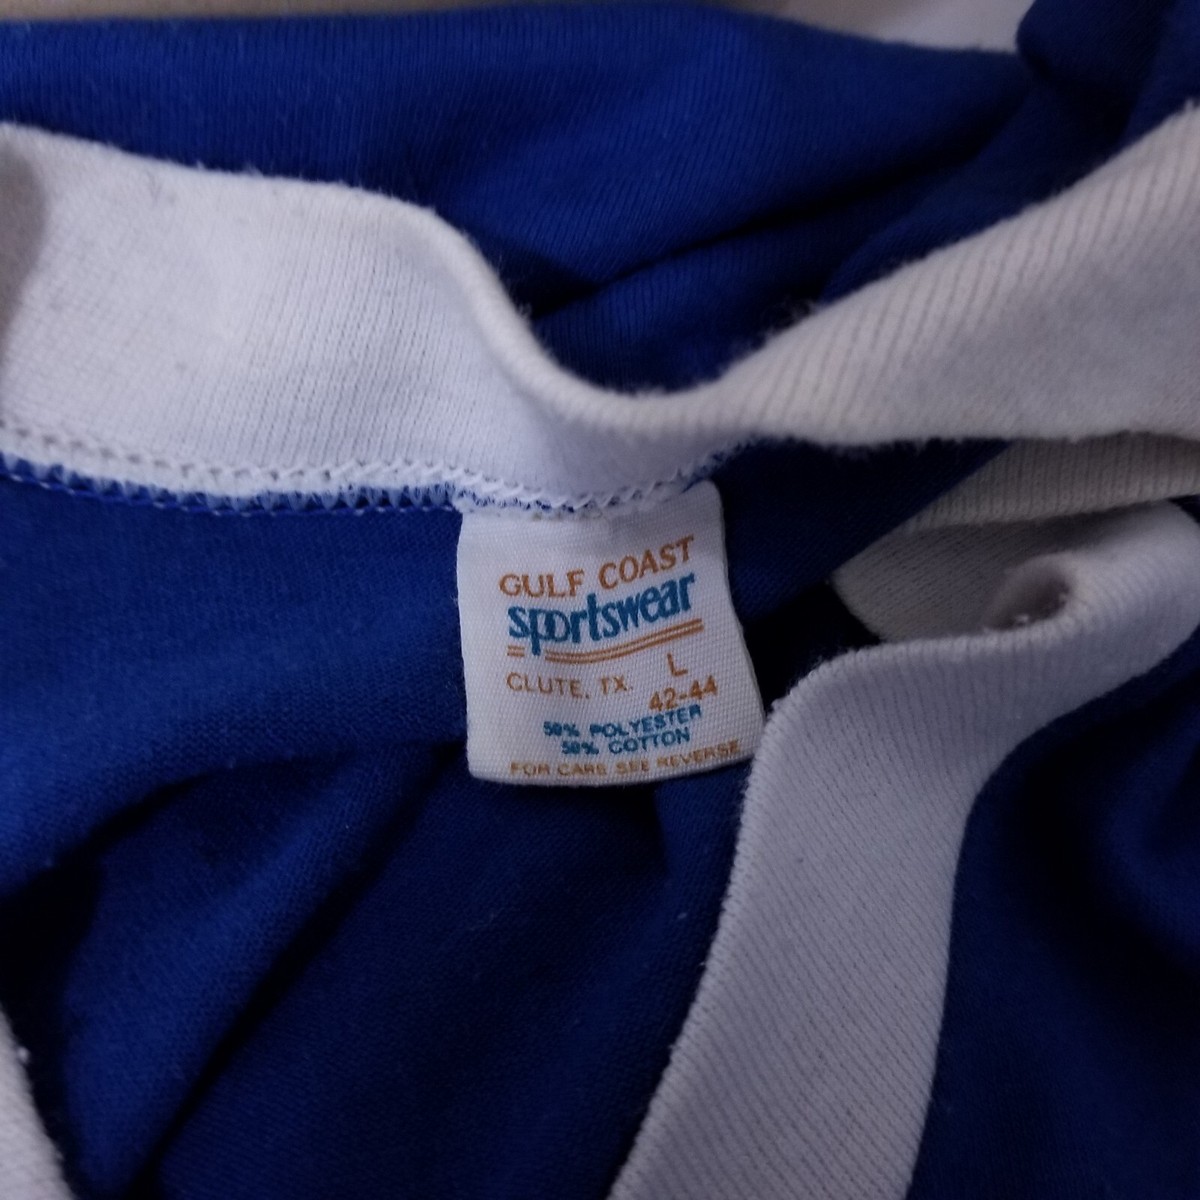 GULF COAST
sportswear
CLUTE, TX. L
42-44
50% POLYESTER
50% COTTON
FOR CARE SEE REVERSE